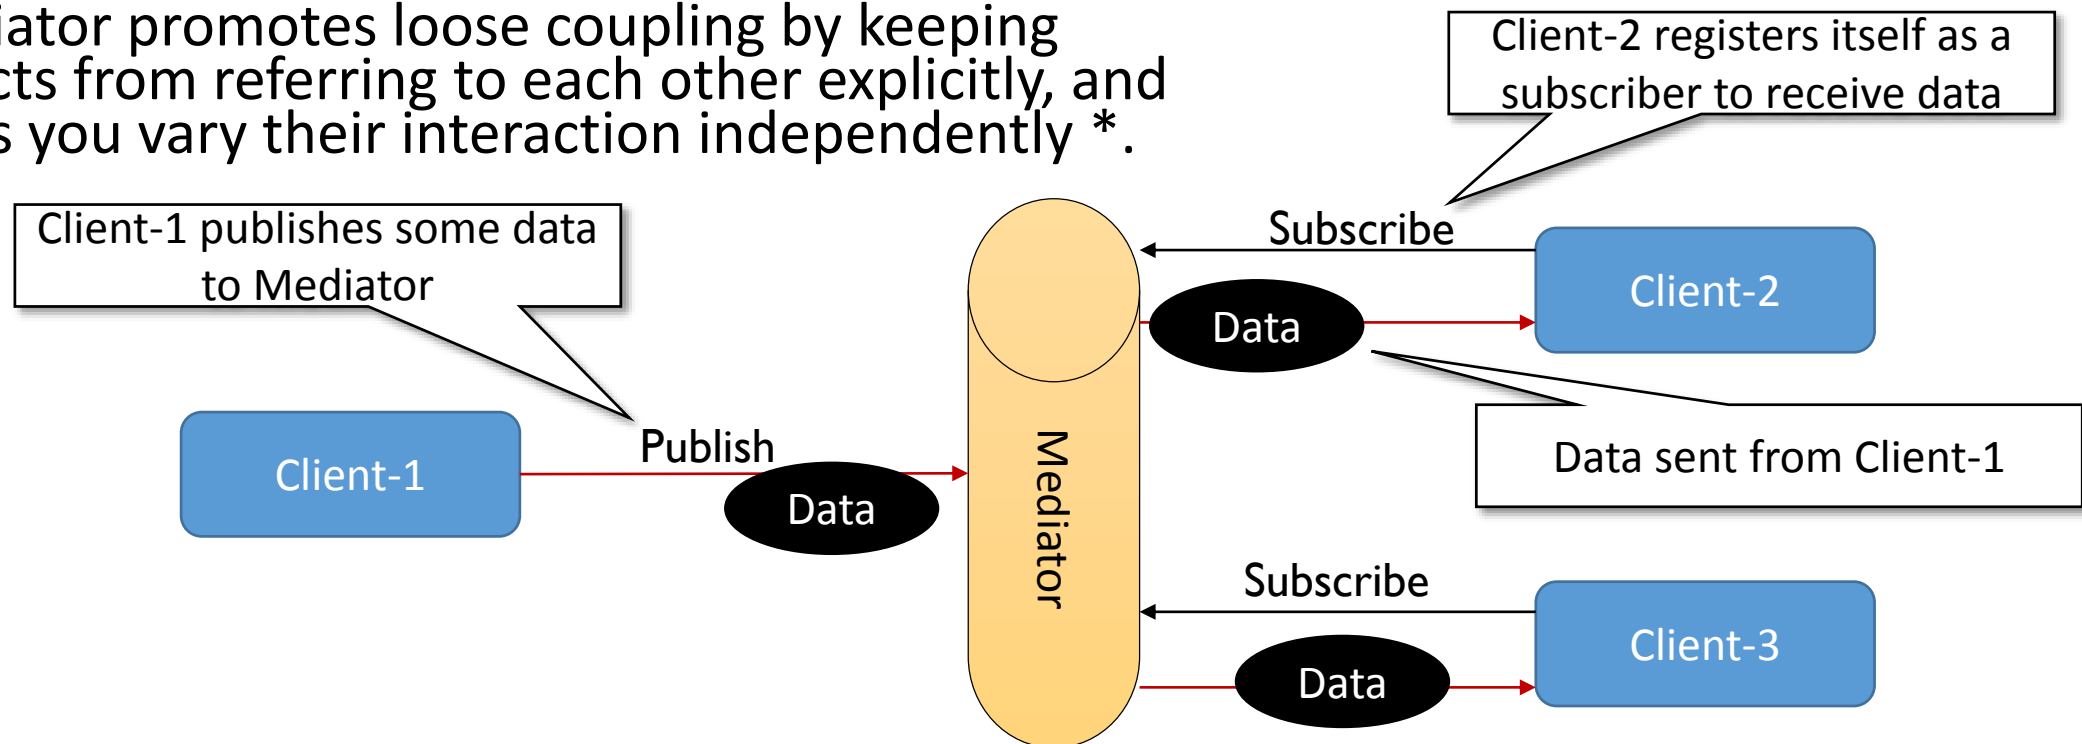 iator promotes loose coupling by keeping
cts from referring to each other explicitly, and
s you vary their interaction independently *.
Client-2 registers itself as a
subscriber to receive data
Client-1 publishes some data
to Mediator
Subscribe
Client-2
Data
Publish
Client-1
Data
Mediator
Data sent from Client-1
Subscribe
Client-3
Data